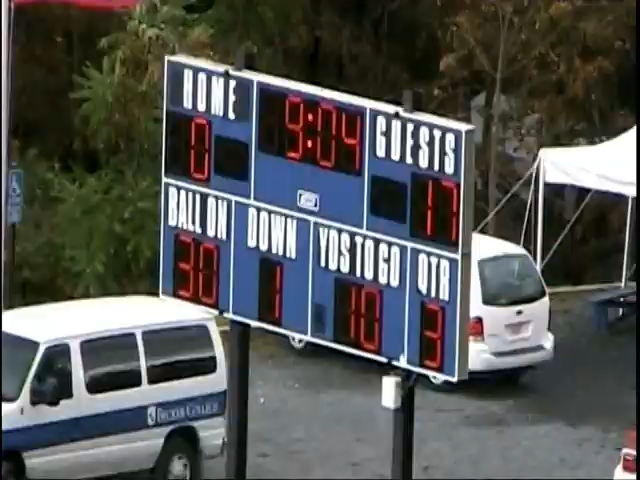 HOME 9:04 GUESTS
0 17
BALL ON DOWN YDS TO GO QTR
30 1 10 3
BECKER COLLEGE